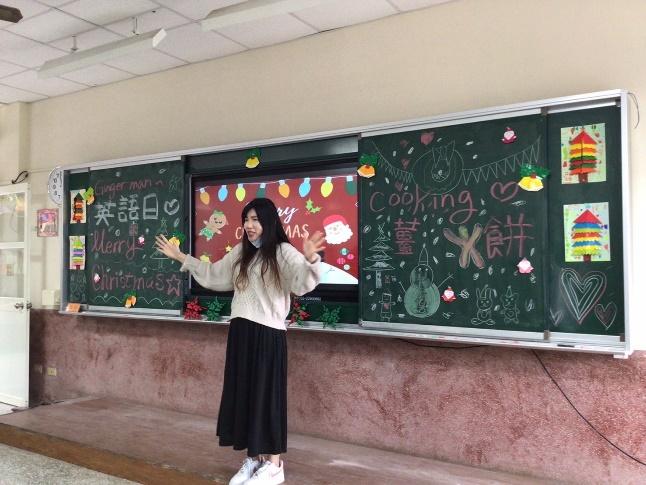 Ginger man
英語日
Merry
Christmas
Merry
CHRISTMAS
cooking
薑餅